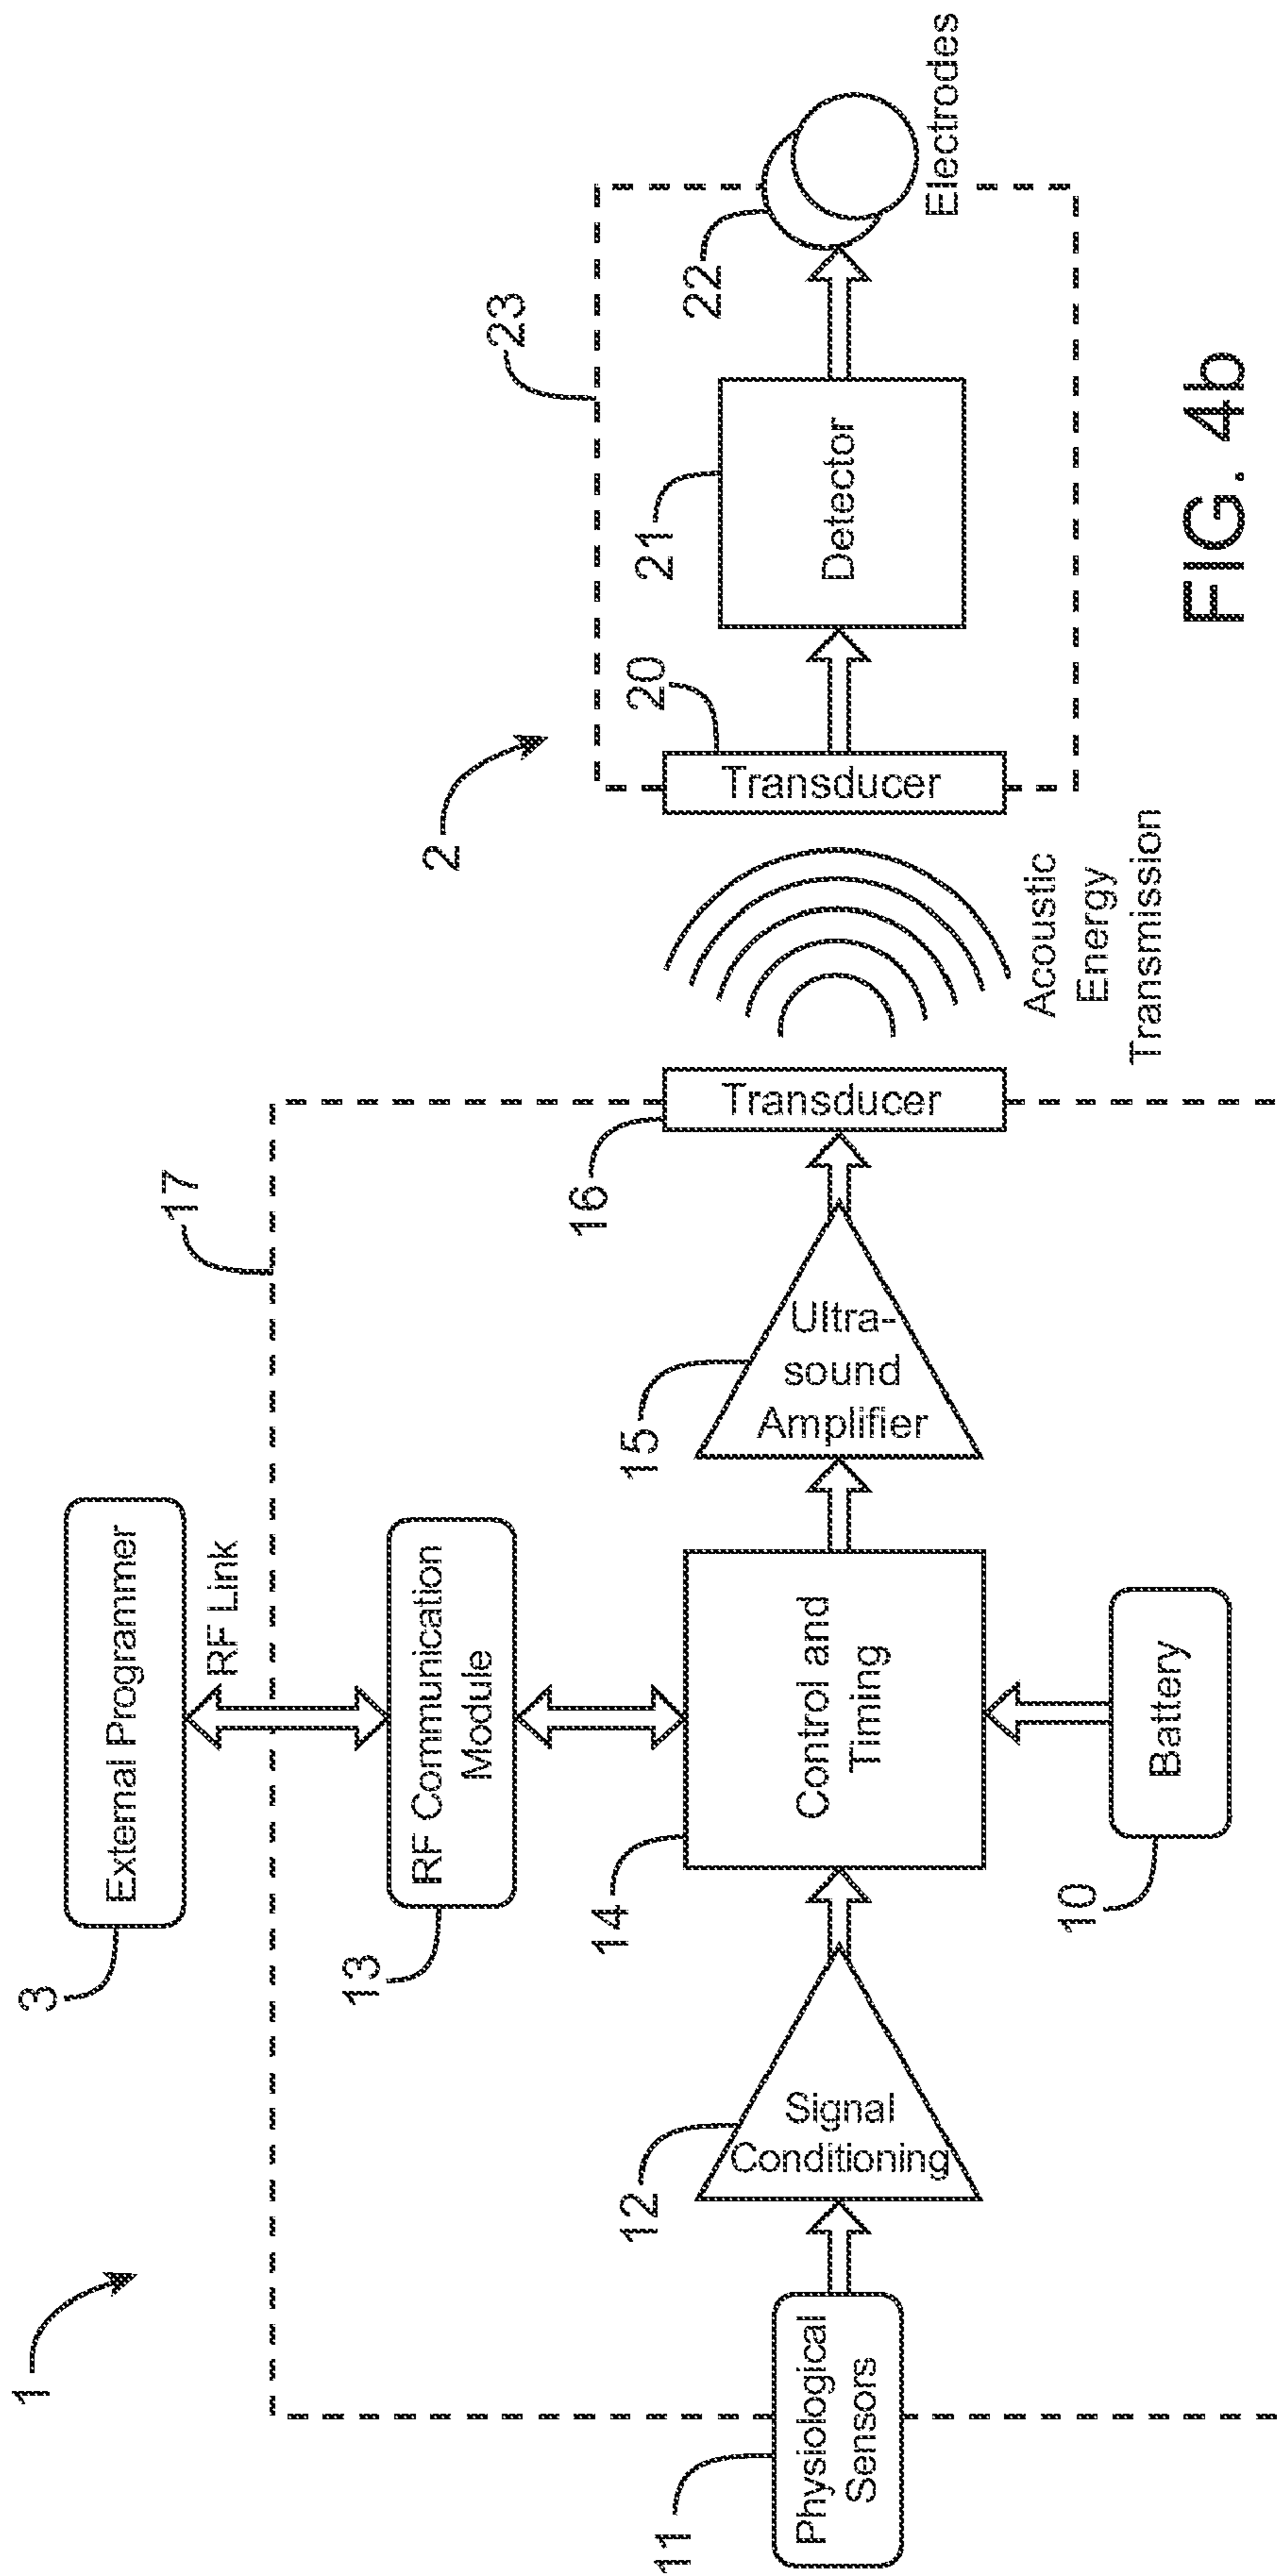 1
3
External Programmer
RF Link
17
13
RF Communication
Module
2
23
11
Physiological
Sensors
12
Signal
Conditioning
14
Control and
Timing
15
Ultra-
sound
Amplifier
16
Transducer
20
Transducer
21
Detector
22
Electrodes
10
Battery
Acoustic
Energy
Transmission
FIG. 4b